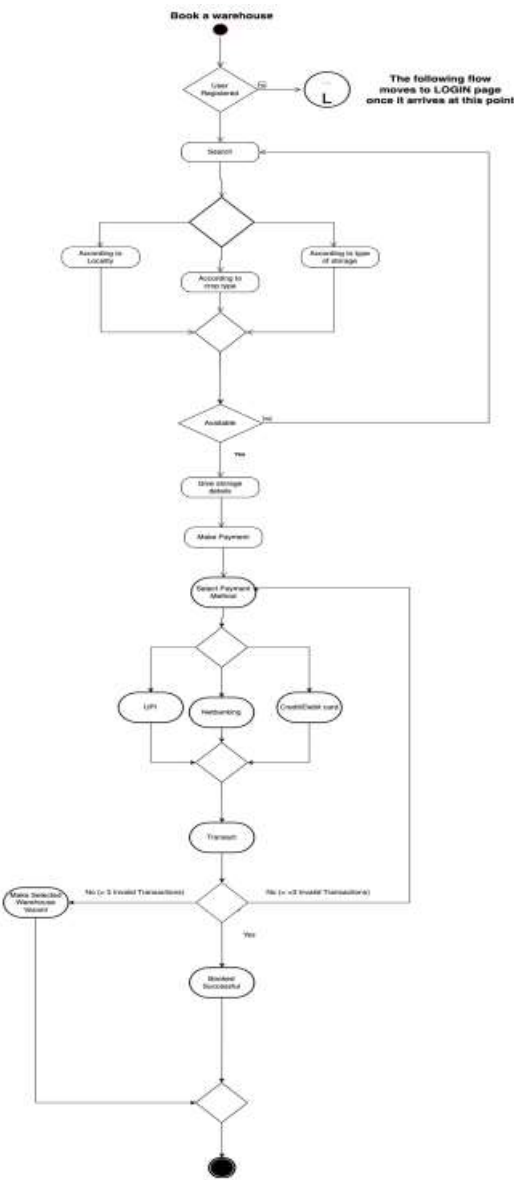 Book a warehouse
User
Registered
No
L
The following flow
moves to LOGIN page
once it arrives at this point
Search
According to
Locality
According to
crop type
According to type
of storage
Available
No
Yes
Give storage
details
Make Payment
Select Payment
Method
UPI
Netbanking
Credit/Debit card
Transact
No (> 3 Invalid Transactions)
No (< =3 Invalid Transactions)
Make Selected
Warehouse
Vacant
Yes
Booked
Successful